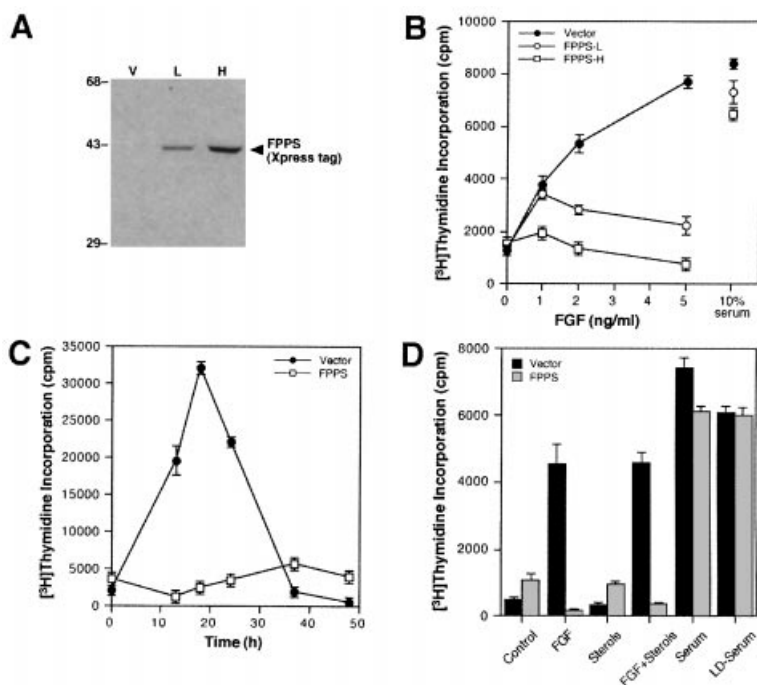 A
V L H
68–
43–
29–
FPPS
(Xpress tag)
B
[³H]Thymidine Incorporation (cpm)
10000
8000
6000
4000
2000
0
Vector
FPPS-L
FPPS-H
0 1 2 3 4 5 10%
serum
FGF (ng/ml)
C
[³H]Thymidine Incorporation (cpm)
35000
30000
25000
20000
15000
10000
5000
0
Vector
FPPS
0 10 20 30 40 50
Time (h)
D
[³H]Thymidine Incorporation (cpm)
8000
6000
4000
2000
0
Vector
FPPS
Control
FGF
Sterols
FGF+Sterols
Serum
LD-Serum